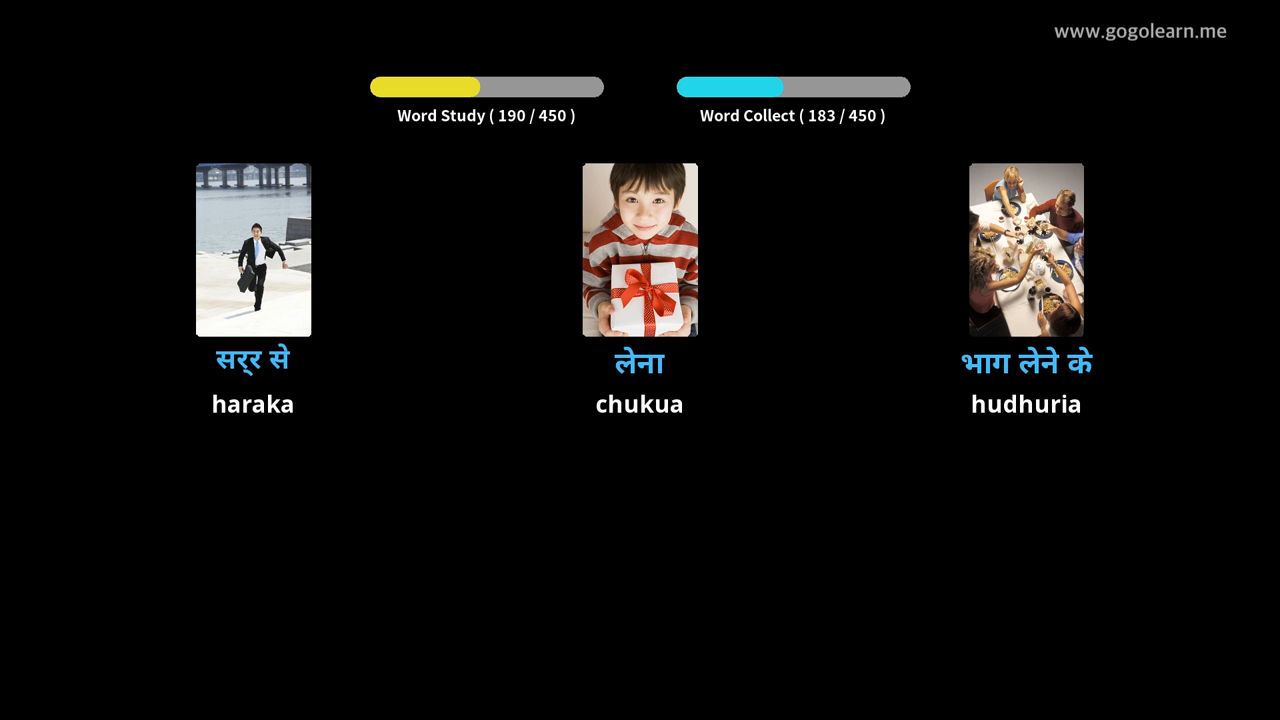 www.gogolearn.me
Word Study ( 190 / 450 )
Word Collect ( 183 / 450 )
सर्र से
लेना
भाग लेने के
haraka
chukua
hudhuria